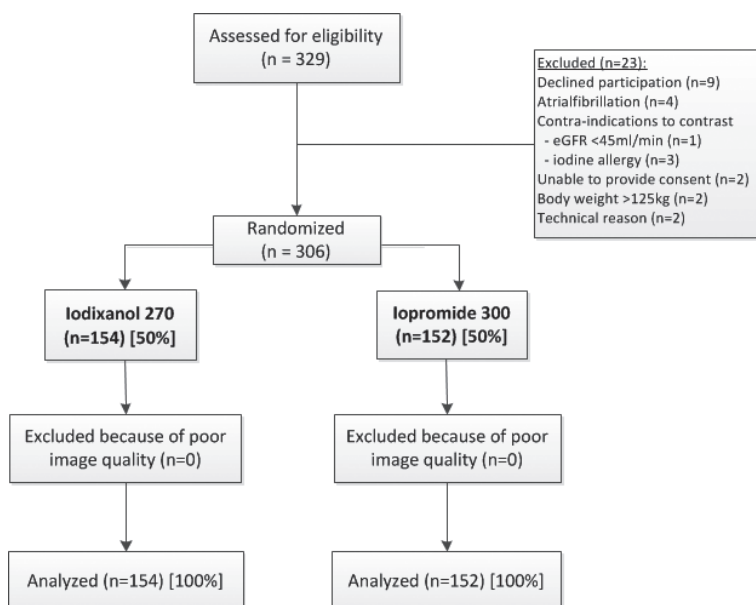 Assessed for eligibility
(n = 329)
Excluded (n=23):
Declined participation (n=9)
Atrialfibrillation (n=4)
Contra-indications to contrast
- eGFR <45ml/min (n=1)
- iodine allergy (n=3)
Unable to provide consent (n=2)
Body weight >125kg (n=2)
Technical reason (n=2)
Randomized
(n = 306)
Iodixanol 270
(n=154) [50%]
Iopromide 300
(n=152) [50%]
Excluded because of poor
image quality (n=0)
Excluded because of poor
image quality (n=0)
Analyzed (n=154) [100%]
Analyzed (n=152) [100%]